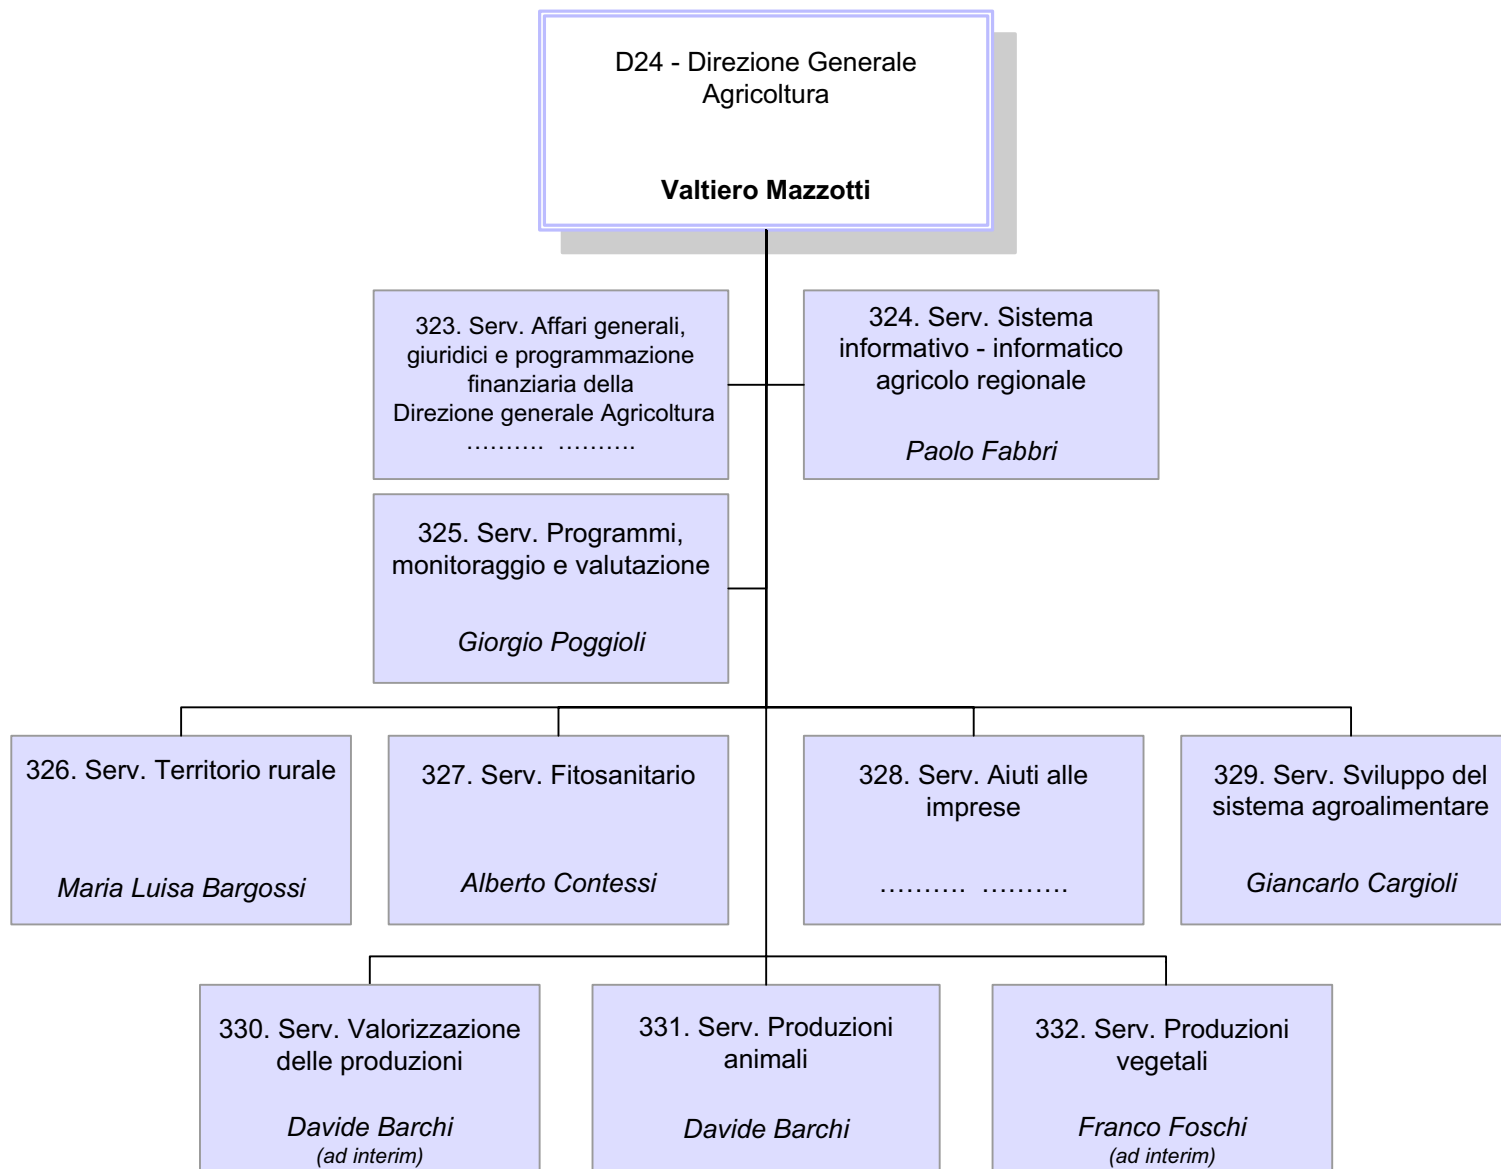 D24 - Direzione Generale
Agricoltura
Valtiero Mazzotti
323. Serv. Affari generali,
giuridici e programmazione
finanziaria della
Direzione generale Agricoltura
………. ……….
324. Serv. Sistema
informativo - informatico
agricolo regionale
Paolo Fabbri
325. Serv. Programmi,
monitoraggio e valutazione
Giorgio Poggioli
326. Serv. Territorio rurale
Maria Luisa Bargossi
327. Serv. Fitosanitario
Alberto Contessi
328. Serv. Aiuti alle
imprese
………. ……….
329. Serv. Sviluppo del
sistema agroalimentare
Giancarlo Cargioli
330. Serv. Valorizzazione
delle produzioni
Davide Barchi
(ad interim)
331. Serv. Produzioni
animali
Davide Barchi
332. Serv. Produzioni
vegetali
Franco Foschi
(ad interim)